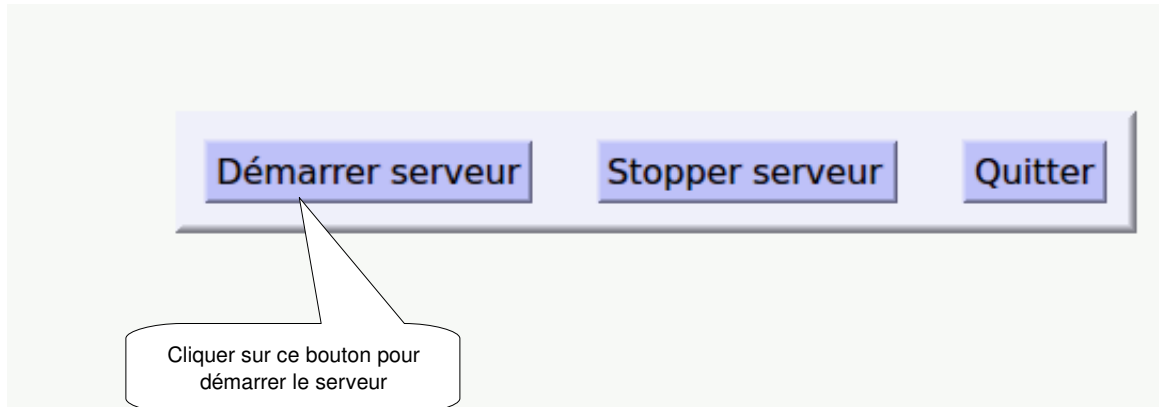 Démarrer serveur Stopper serveur Quitter
Cliquer sur ce bouton pour
démarrer le serveur